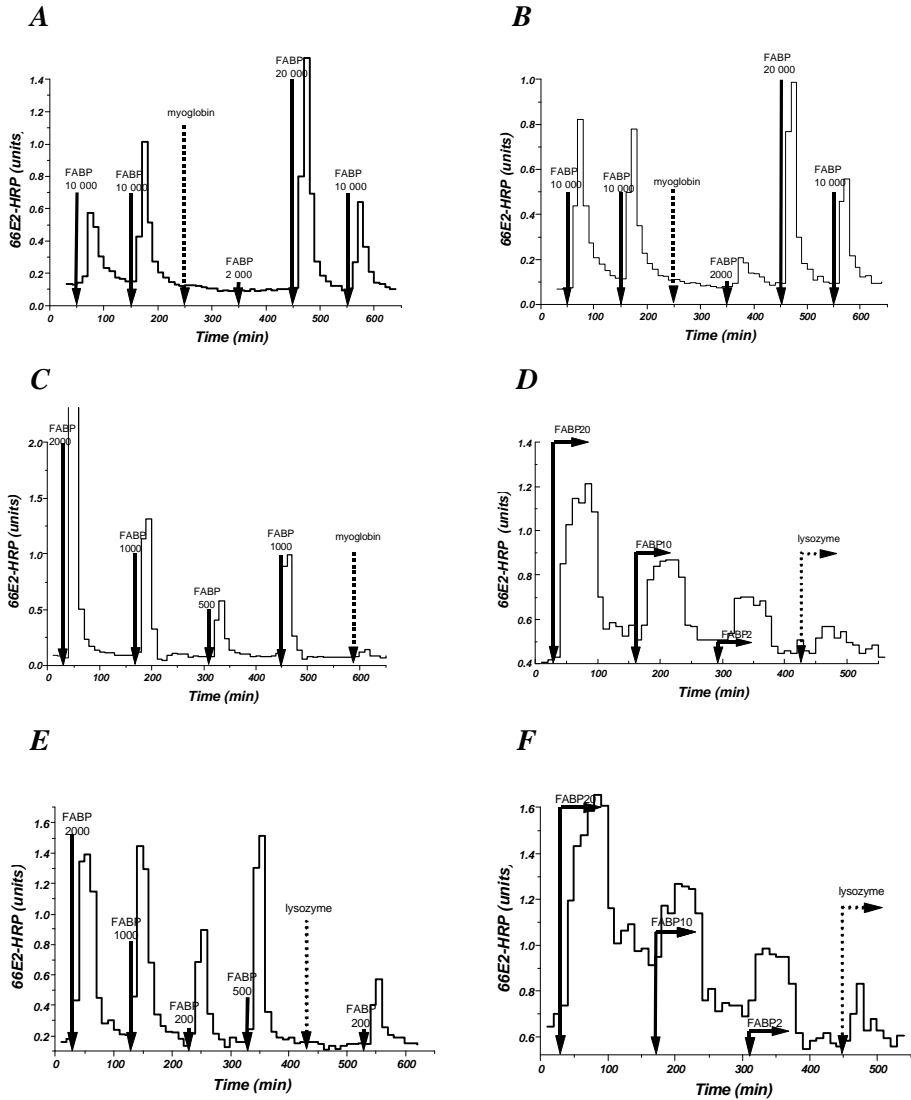 A
FABP
20 000
1.4
1.2
1.0
0.8
0.6
0.4
0.2
0.0
66E2-HRP (units)
FABP
10 000
FABP
10 000
myoglobin
FABP
2 000
FABP
10 000
0 100 200 300 400 500 600
Time (min)
B
FABP
20 000
1.0
0.8
0.6
0.4
0.2
0.0
66E2-HRP (units)
FABP
10 000
FABP
10 000
myoglobin
FABP
2000
FABP
10 000
0 100 200 300 400 500 600
Time (min)
C
2.0
1.5
1.0
0.5
0.0
66E2-HRP (units)
FABP
2000
FABP
1000
FABP
500
FABP
1000
myoglobin
0 100 200 300 400 500 600
Time (min)
D
1.4
1.2
1.0
0.8
0.6
0.4
66E2-HRP (units)
FABP20
FABP10
FABP2
lysozyme
0 100 200 300 400 500
Time (min)
E
1.6
1.4
1.2
1.0
0.8
0.6
0.4
0.2
66E2-HRP (units)
FABP
2000
FABP
1000
FABP
200
FABP
500
lysozyme
FABP
200
0 100 200 300 400 500 600
Time (min)
F
1.6
1.4
1.2
1.0
0.8
0.6
66E2-HRP (units)
FABP20
FABP10
FABP2
lysozyme
0 100 200 300 400 500
Time (min)